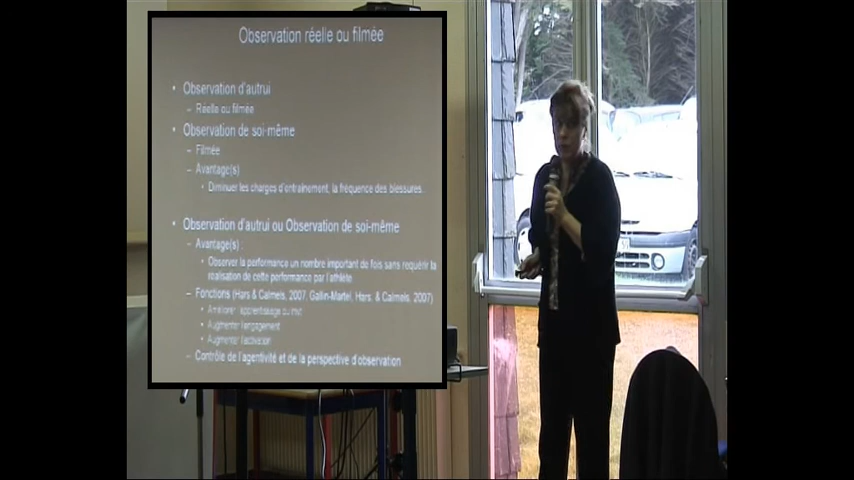 Observation réelle ou filmée
• Observation d'autrui
– Réelle ou filmée
• Observation de soi-même
– Filmée
– Avantage(s)
• Diminuer les charges d'entraînement, la fréquence des blessures
• Observation d'autrui ou Observation de soi-même
– Avantage(s) :
• Observer la performance un nombre important de fois sans requérir la
réalisation de cette performance par l'athlète
– Fonctions (Hars & Calmels, 2007, Gallin-Martel, Hars, & Calmels, 2007)
• Améliorer apprentissage
• Augmenter l'engagement
• Augmenter l'activation
– Contrôle de l'agentivité et de la perspective d'observation